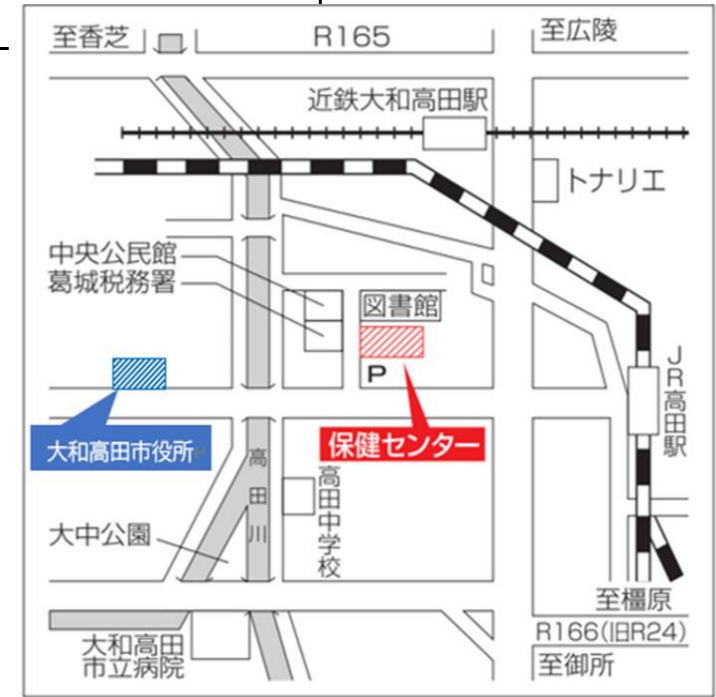 至香芝
R165
至広陵
近鉄大和高田駅
トナリエ
中央公民館
葛城税務署
図書館
P
JR高田駅
大和高田市役所
保健センター
高田川
高田中学校
大中公園
至橿原
R166(旧R24)
大和高田
市立病院
至御所